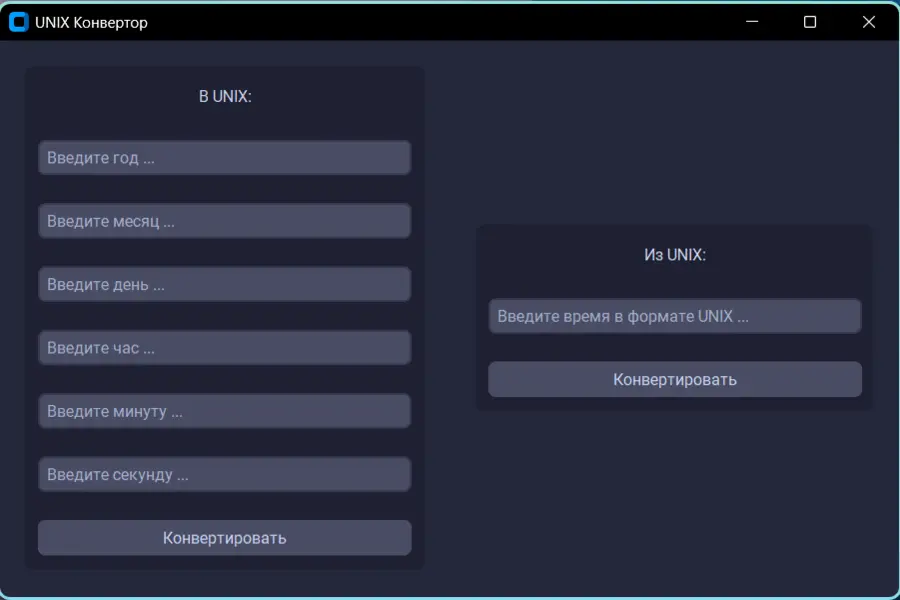 UNIX Конвертор
В UNIX:
Введите год ...
Введите месяц ...
Введите день ...
Введите час ...
Введите минуту ...
Введите секунду ...
Конвертировать
Из UNIX:
Введите время в формате UNIX ...
Конвертировать